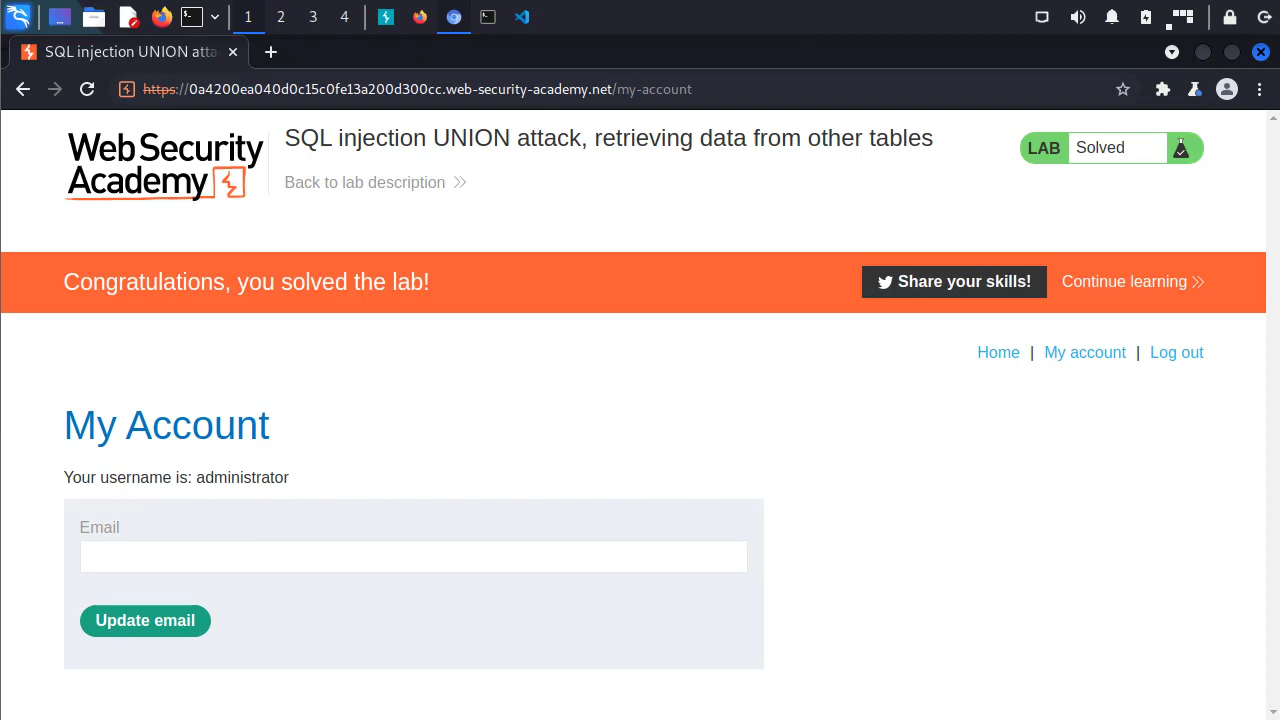 1 2 3 4
SQL injection UNION atta
https://0a4200ea040d0c15c0fe13a200d300cc.web-security-academy.net/my-account
Web Security Academy
SQL injection UNION attack, retrieving data from other tables
Back to lab description
LAB Solved
Congratulations, you solved the lab!
Share your skills! Continue learning
Home | My account | Log out
My Account
Your username is: administrator
Email
Update email